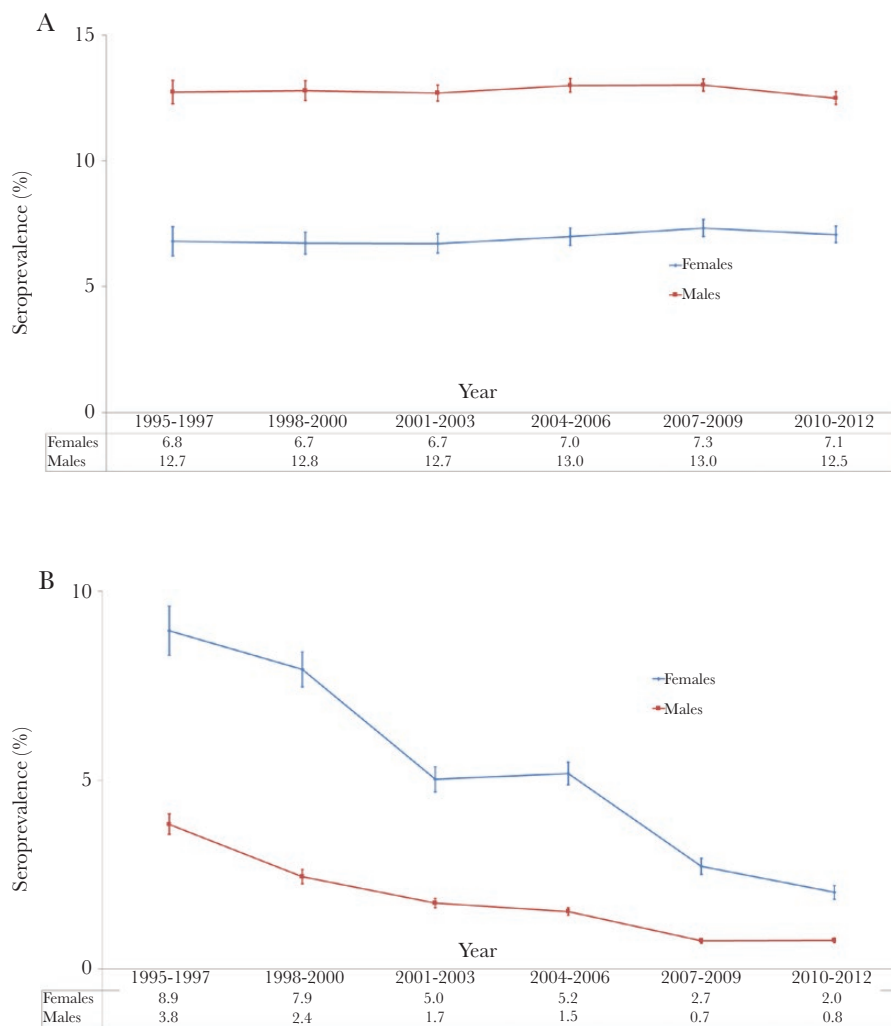 A
15
10
5
0
Seroprevalence (%)
Females
Males
Year
1995-1997 1998-2000 2001-2003 2004-2006 2007-2009 2010-2012
Females 6.8 6.7 6.7 7.0 7.3 7.1
Males 12.7 12.8 12.7 13.0 13.0 12.5
B
10
5
0
Seroprevalence (%)
Females
Males
Year
1995-1997 1998-2000 2001-2003 2004-2006 2007-2009 2010-2012
Females 8.9 7.9 5.0 5.2 2.7 2.0
Males 3.8 2.4 1.7 1.5 0.7 0.8